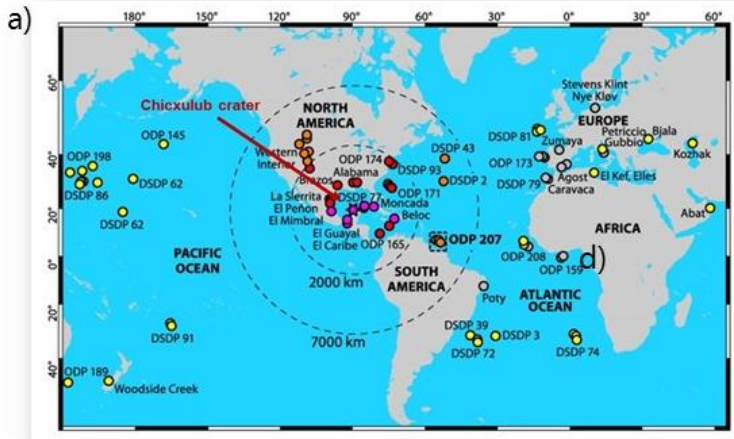 a)
180° 150° 120° 90° 60° 30° 0° 30° 60°
60°
40°
20°
0°
20°
40°
Chicxulub crater
NORTH
AMERICA
Stevens Klint
Nye Kløv
EUROPE
ODP 145
DSDP 81
Zumaya
Petriccio
Gubbio
Bjala
Kozhak
Western
Interior
ODP 174
Alabama
DSDP 43
DSDP 93
ODP 173
ODP 198
DSDP 86
DSDP 62
Brazos
DSDP 2
DSDP 79
Agost
Caravaca
El Kef, Elles
La Sierrita
El Peñon
El Mimbral
DSDP 77
ODP 171
Moncada
Beloc
DSDP 62
Abat
AFRICA
El Guayal
El Caribe
ODP 165
ODP 207
ODP 208
ODP 159
d)
PACIFIC
OCEAN
SOUTH
AMERICA
2000 km
Poty
ATLANTIC
OCEAN
7000 km
DSDP 91
DSDP 39
DSDP 72
DSDP 3
DSDP 74
ODP 189
Woodside Creek